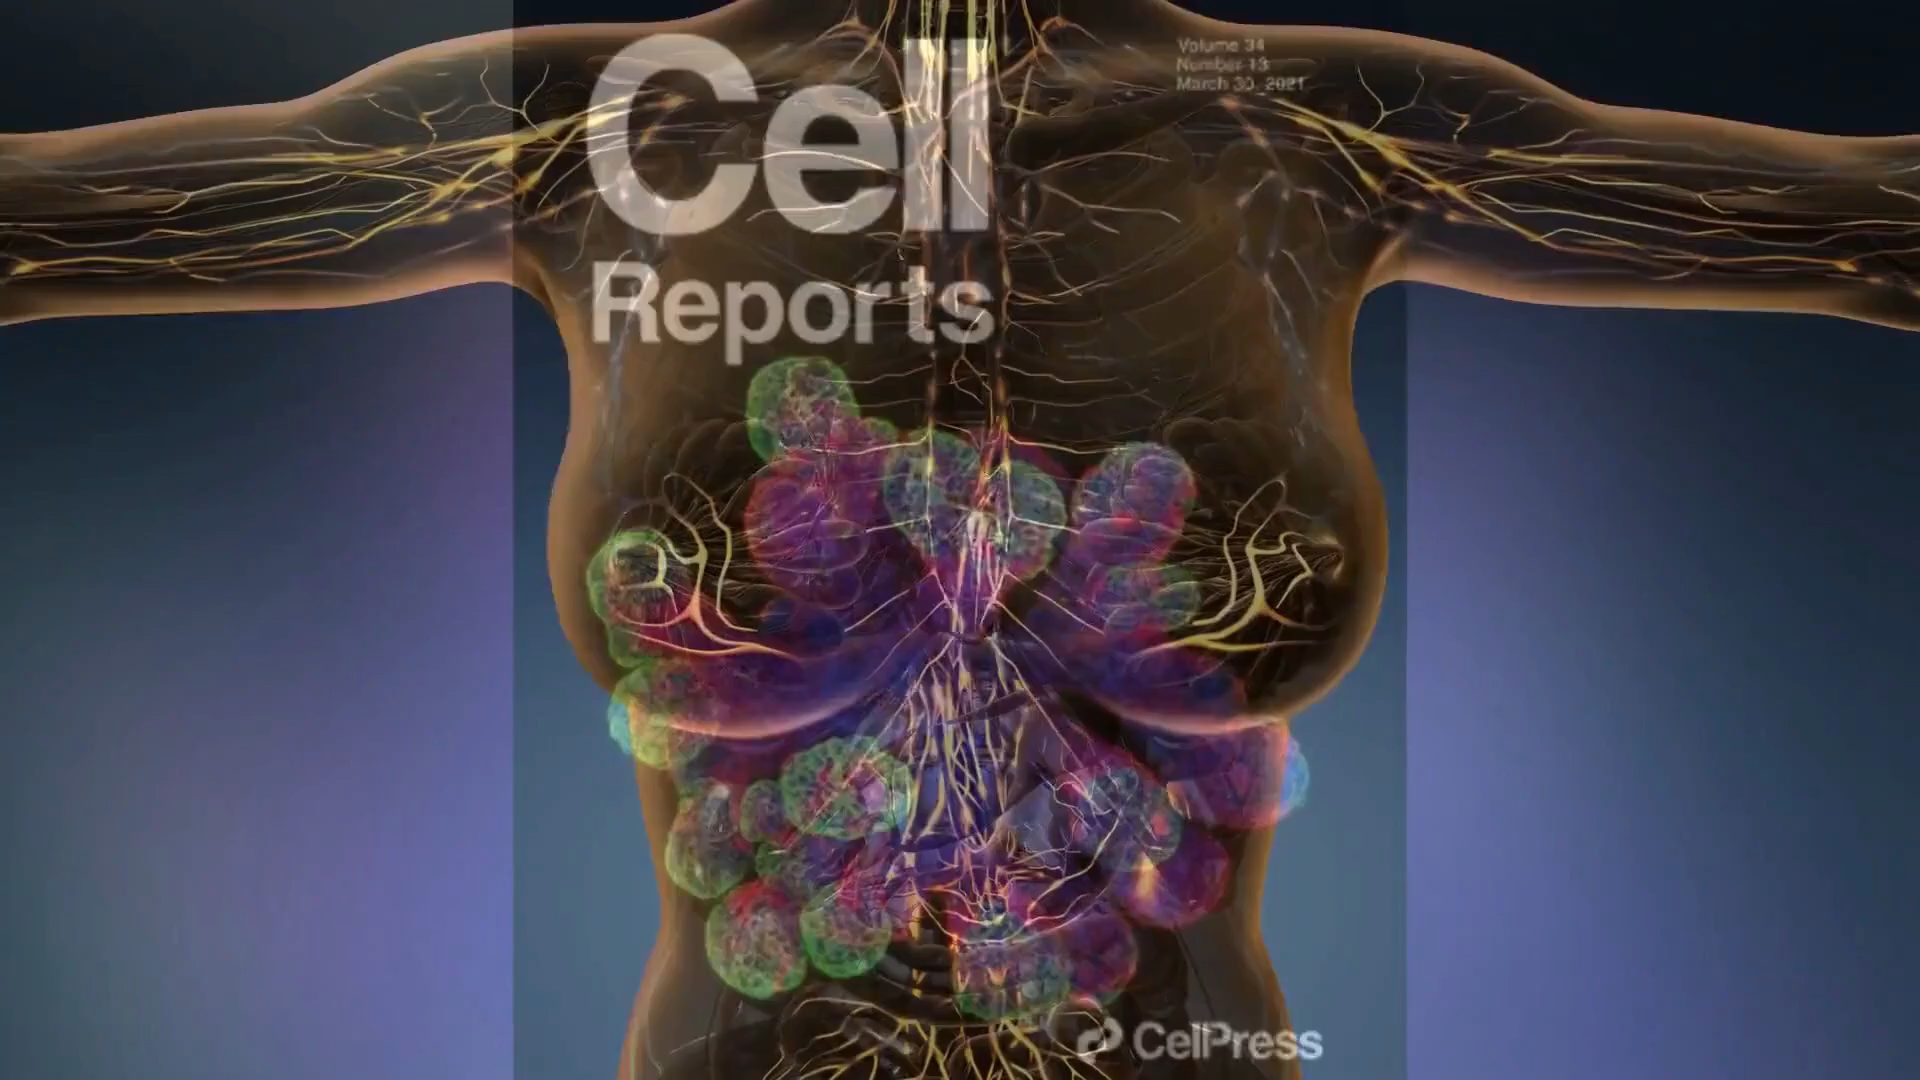 Cell
Reports
Volume 34
Number 13
March 30, 2021
CellPress